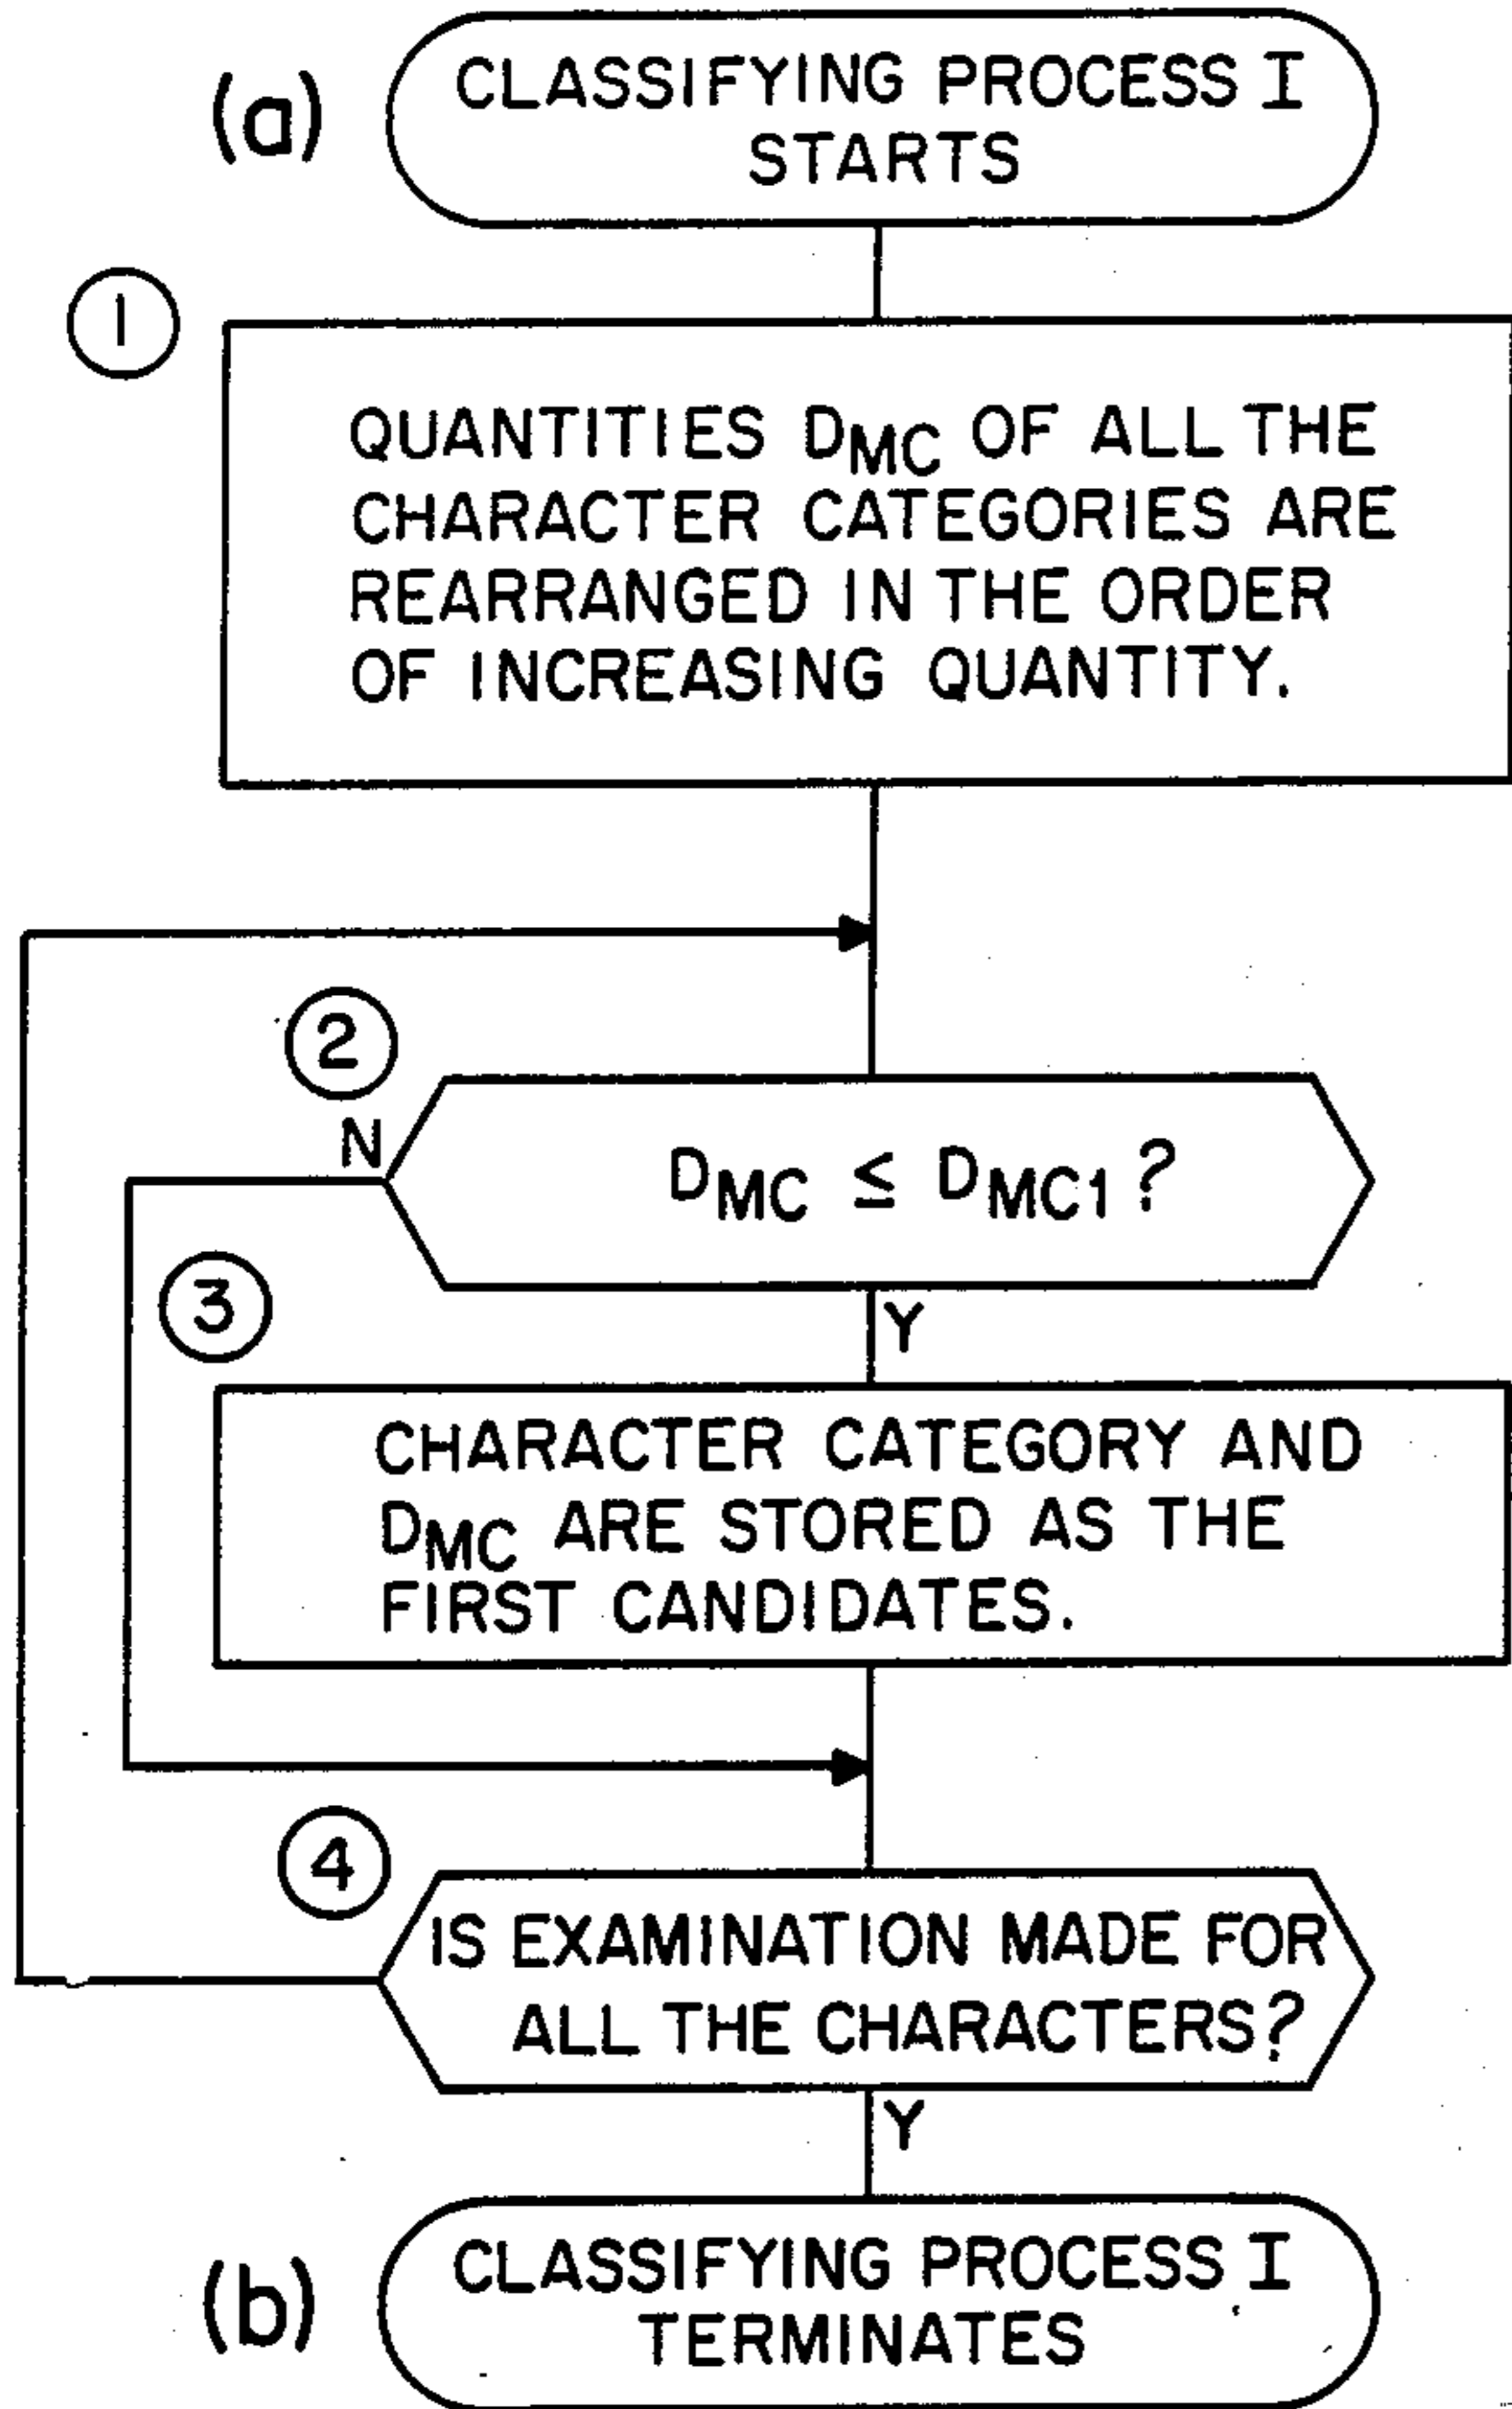 (a)
CLASSIFYING PROCESS I
STARTS
1
QUANTITIES DMC OF ALL THE
CHARACTER CATEGORIES ARE
REARRANGED IN THE ORDER
OF INCREASING QUANTITY.
2
N
DMC ≤ DMC1 ?
3
Y
CHARACTER CATEGORY AND
DMC ARE STORED AS THE
FIRST CANDIDATES.
4
IS EXAMINATION MADE FOR
ALL THE CHARACTERS?
Y
(b)
CLASSIFYING PROCESS I
TERMINATES